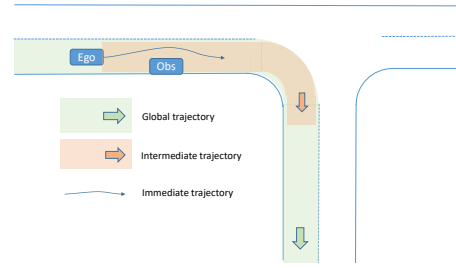 Ego
Obs
Global trajectory
Intermediate trajectory
Immediate trajectory